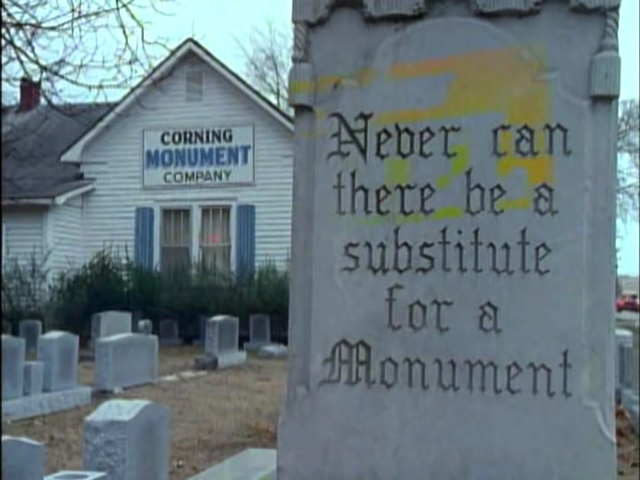 CORNING
MONUMENT
COMPANY
Never can
there be a
substitute
for a
Monument